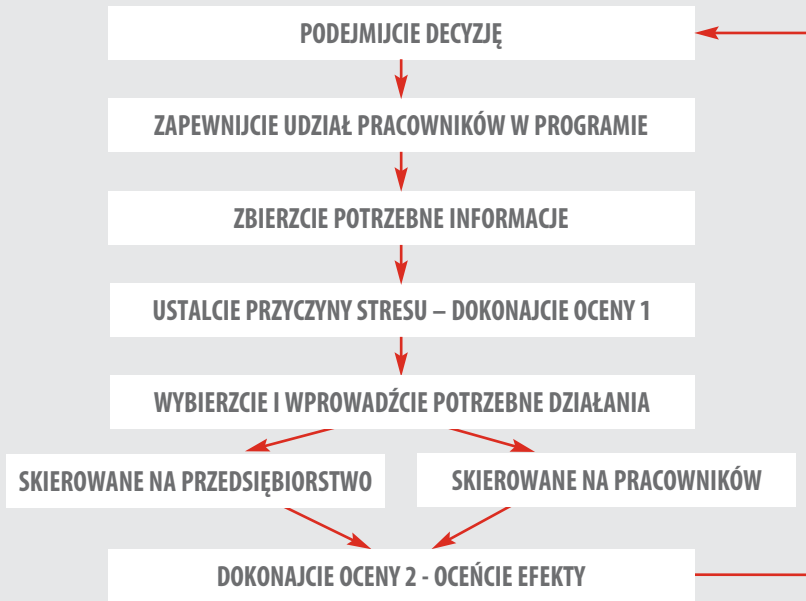 PODEJMIJCIE DECYZJĘ
ZAPEWNIJCIE UDZIAŁ PRACOWNIKÓW W PROGRAMIE
ZBIERZCIE POTRZEBNE INFORMACJE
USTALCIE PRZYCZYNY STRESU – DOKONAJCIE OCENY 1
WYBIERZCIE I WPROWADŹCIE POTRZEBNE DZIAŁANIA
SKIEROWANE NA PRZEDSIĘBIORSTWO
SKIEROWANE NA PRACOWNIKÓW
DOKONAJCIE OCENY 2 - OCEŃCIE EFEKTY